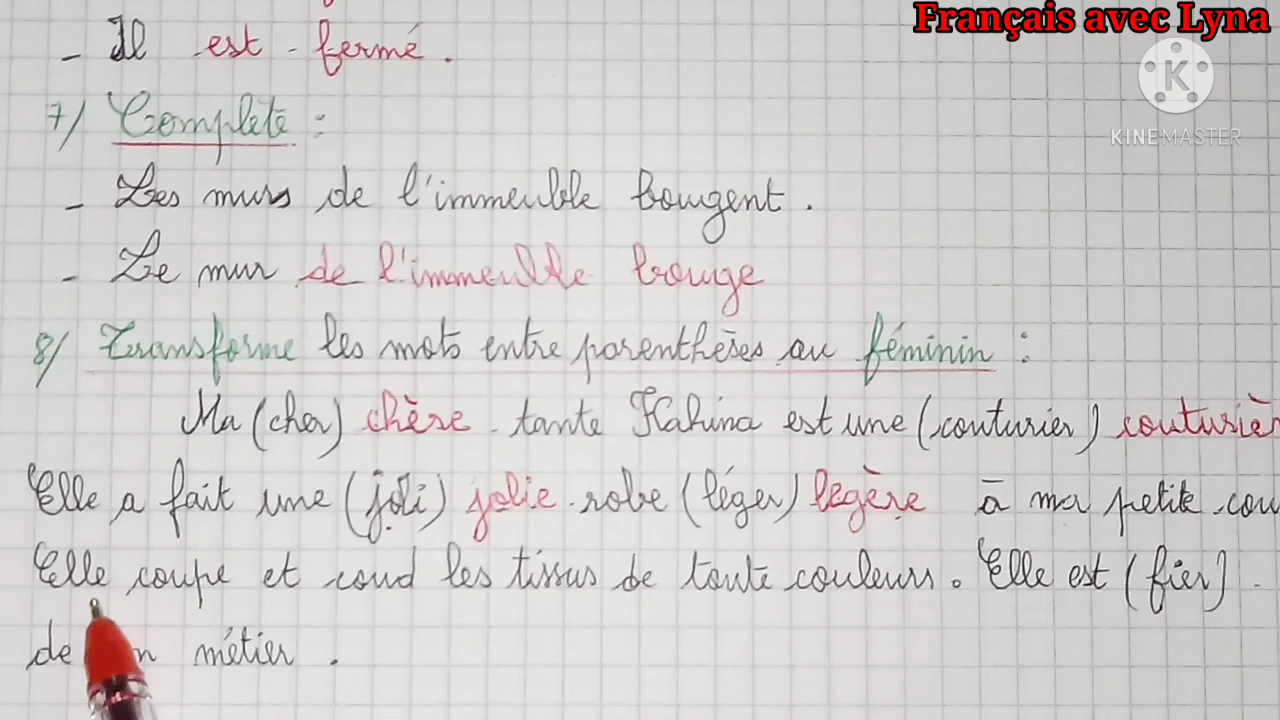 Français avec Lyna
- Il est fermé.
KINEMASTER
7/ Complète :
- Les murs de l'immeuble bougent.
- Le mur de l'immeuble bouge
8/ Transforme les mots entre parenthèses au féminin :
Ma (cher) chère tante Kahina est une (couturier) couturièr
Elle a fait une (joli) jolie robe (léger) légère à ma petite cou
Elle coupe et coud les tissus de toute couleurs. Elle est (fier)
de métier.